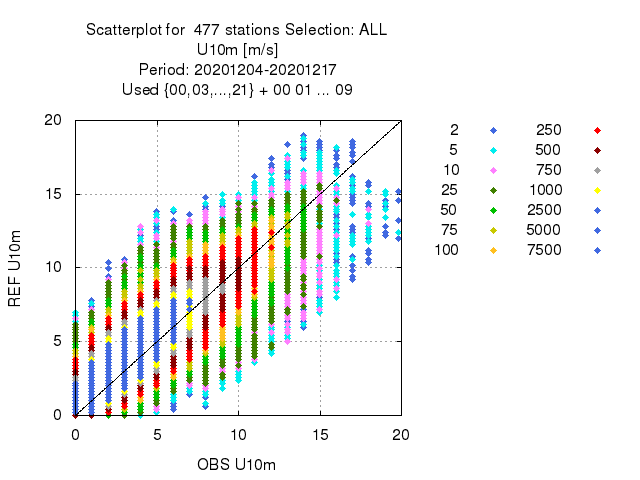 Scatterplot for 477 stations Selection: ALL
U10m [m/s]
Period: 20201204-20201217
Used {00,03,...,21} + 00 01 ... 09
20
15
10
5
0
REF U10m
0 5 10 15 20
OBS U10m
2 250
5 500
10 750
25 1000
50 2500
75 5000
100 7500